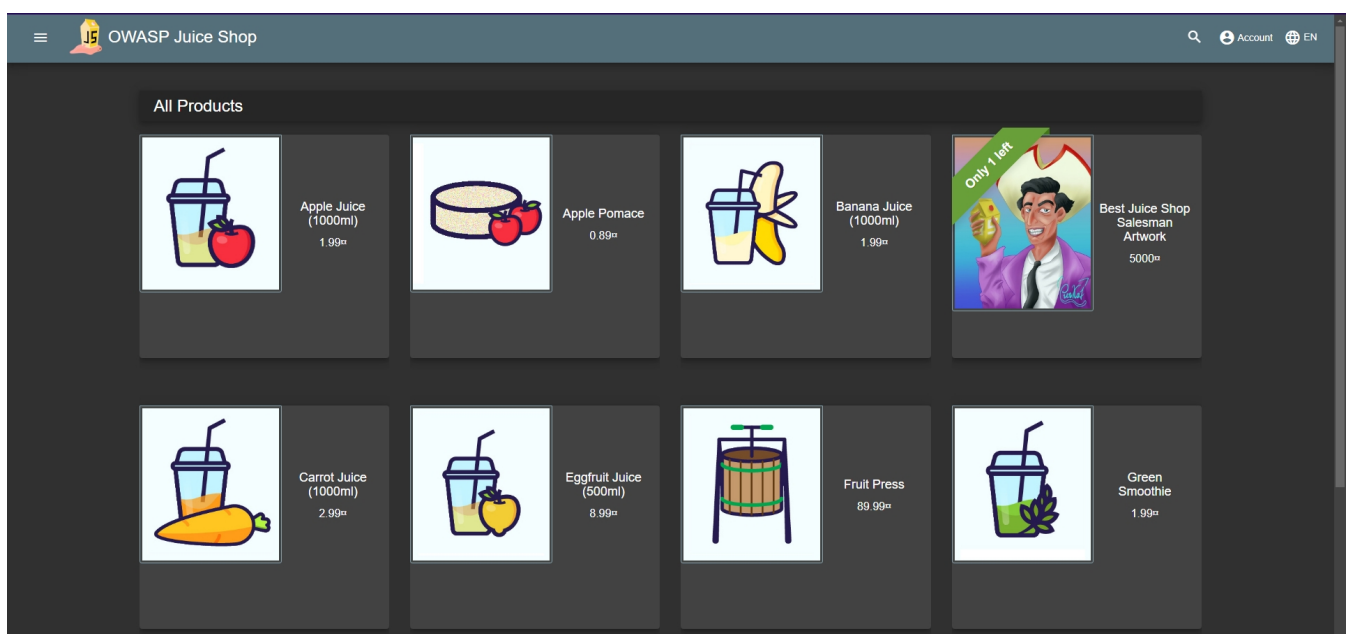 JS
OWASP Juice Shop
Account
EN
All Products
Apple Juice
(1000ml)
1.99¤
Apple Pomace
0.89¤
Banana Juice
(1000ml)
1.99¤
Only 1 left
Best Juice Shop
Salesman
Artwork
5000¤
Carrot Juice
(1000ml)
2.99¤
Eggfruit Juice
(500ml)
8.99¤
Fruit Press
89.99¤
Green
Smoothie
1.99¤